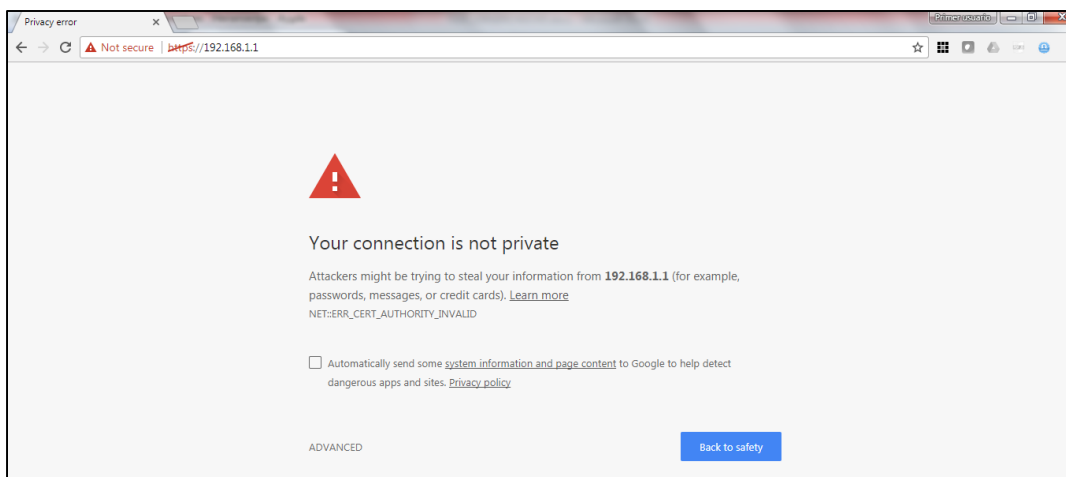 Privacy error
Primer usuario
Not secure | https://192.168.1.1
Your connection is not private
Attackers might be trying to steal your information from 192.168.1.1 (for example,
passwords, messages, or credit cards). Learn more
NET::ERR_CERT_AUTHORITY_INVALID
Automatically send some system information and page content to Google to help detect
dangerous apps and sites. Privacy policy
ADVANCED
Back to safety